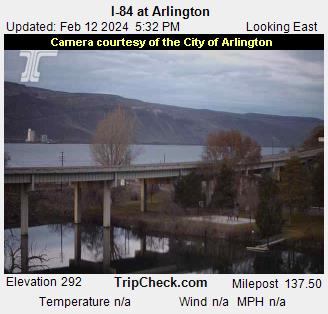 I-84 at Arlington
Updated: Feb 12 2024 5:32 PM Looking East
Camera courtesy of the City of Arlington
Elevation 292 TripCheck.com Milepost 137.50
Temperature n/a Wind n/a MPH n/a